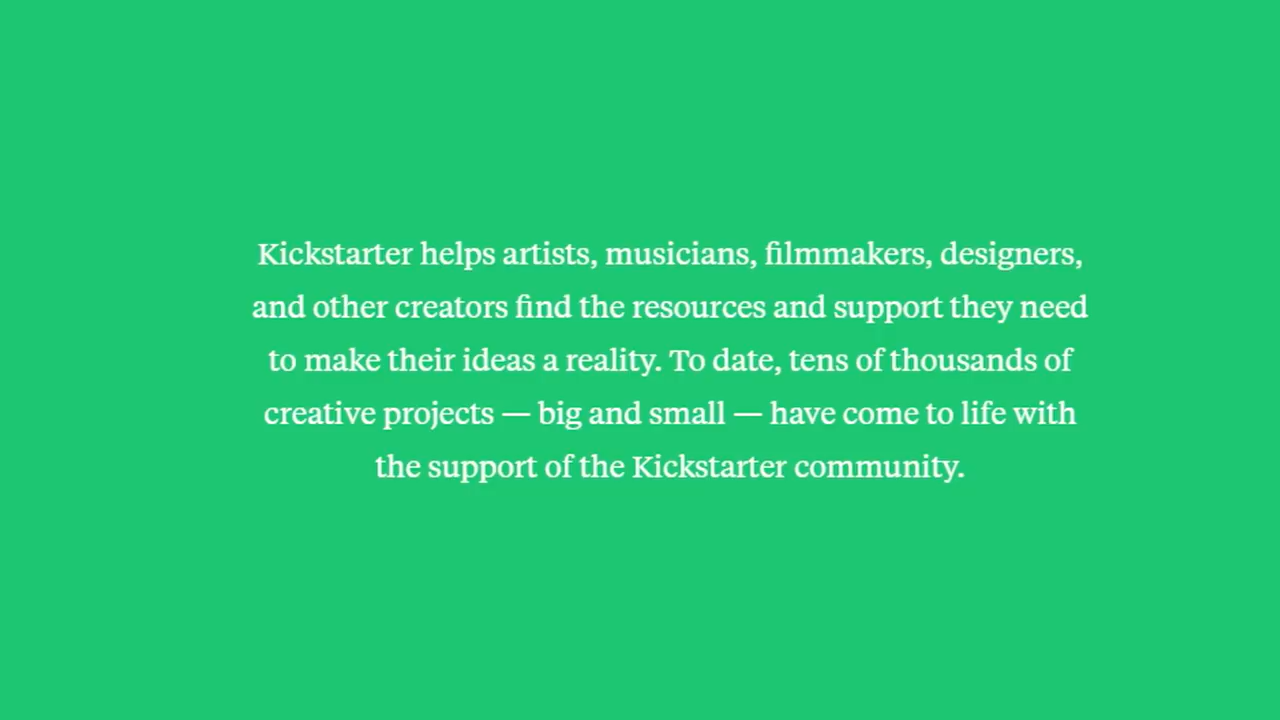 Kickstarter helps artists, musicians, filmmakers, designers,
and other creators find the resources and support they need
to make their ideas a reality. To date, tens of thousands of
creative projects — big and small — have come to life with
the support of the Kickstarter community.